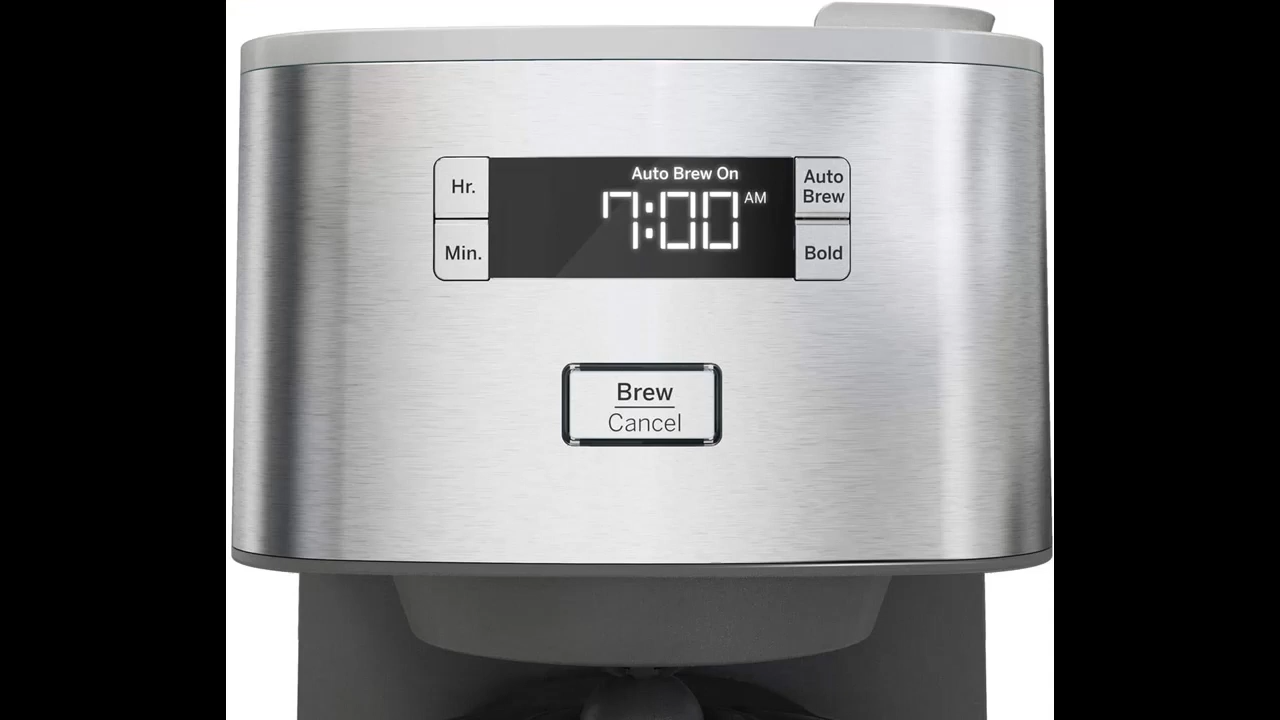 Hr.
Min.
Auto Brew On
7:00 AM
Auto
Brew
Bold
Brew
Cancel